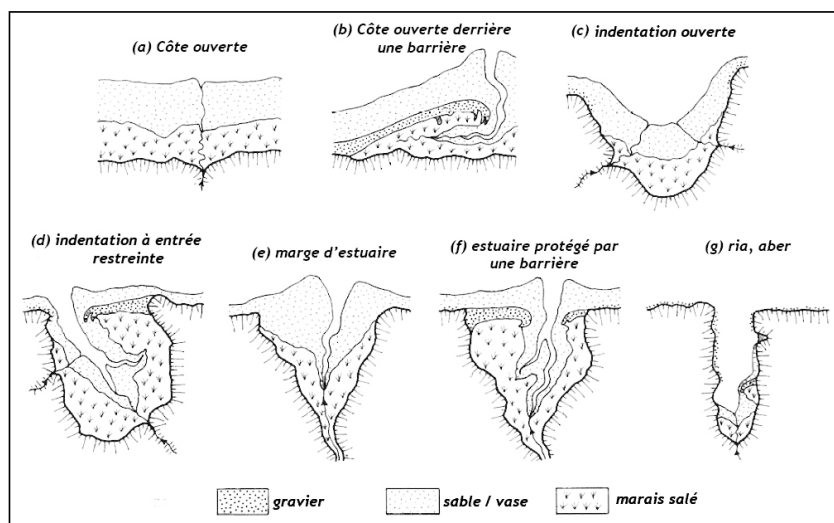 (a) Côte ouverte
(b) Côte ouverte derrière
une barrière
(c) indentation ouverte
(d) indentation à entrée
restreinte
(e) marge d'estuaire
(f) estuaire protégé par
une barrière
(g) ria, aber
gravier
sable / vase
marais salé